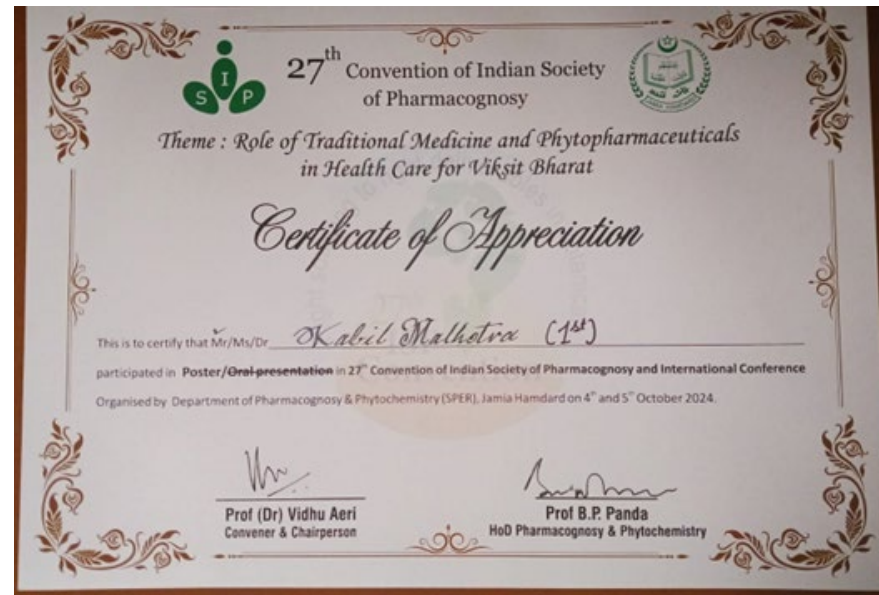 S I P
27th Convention of Indian Society
of Pharmacognosy
Theme : Role of Traditional Medicine and Phytopharmaceuticals
in Health Care for Viksit Bharat
Certificate of Appreciation
This is to certify that Mr/Ms/Dr Kabil Malhotra (1st)
participated in Poster/Oral presentation in 27th Convention of Indian Society of Pharmacognosy and International Conference
Organised by Department of Pharmacognosy & Phytochemistry (SPER), Jamia Hamdard on 4th and 5th October 2024.
Prof (Dr) Vidhu Aeri
Convener & Chairperson
Prof B.P. Panda
HoD Pharmacognosy & Phytochemistry